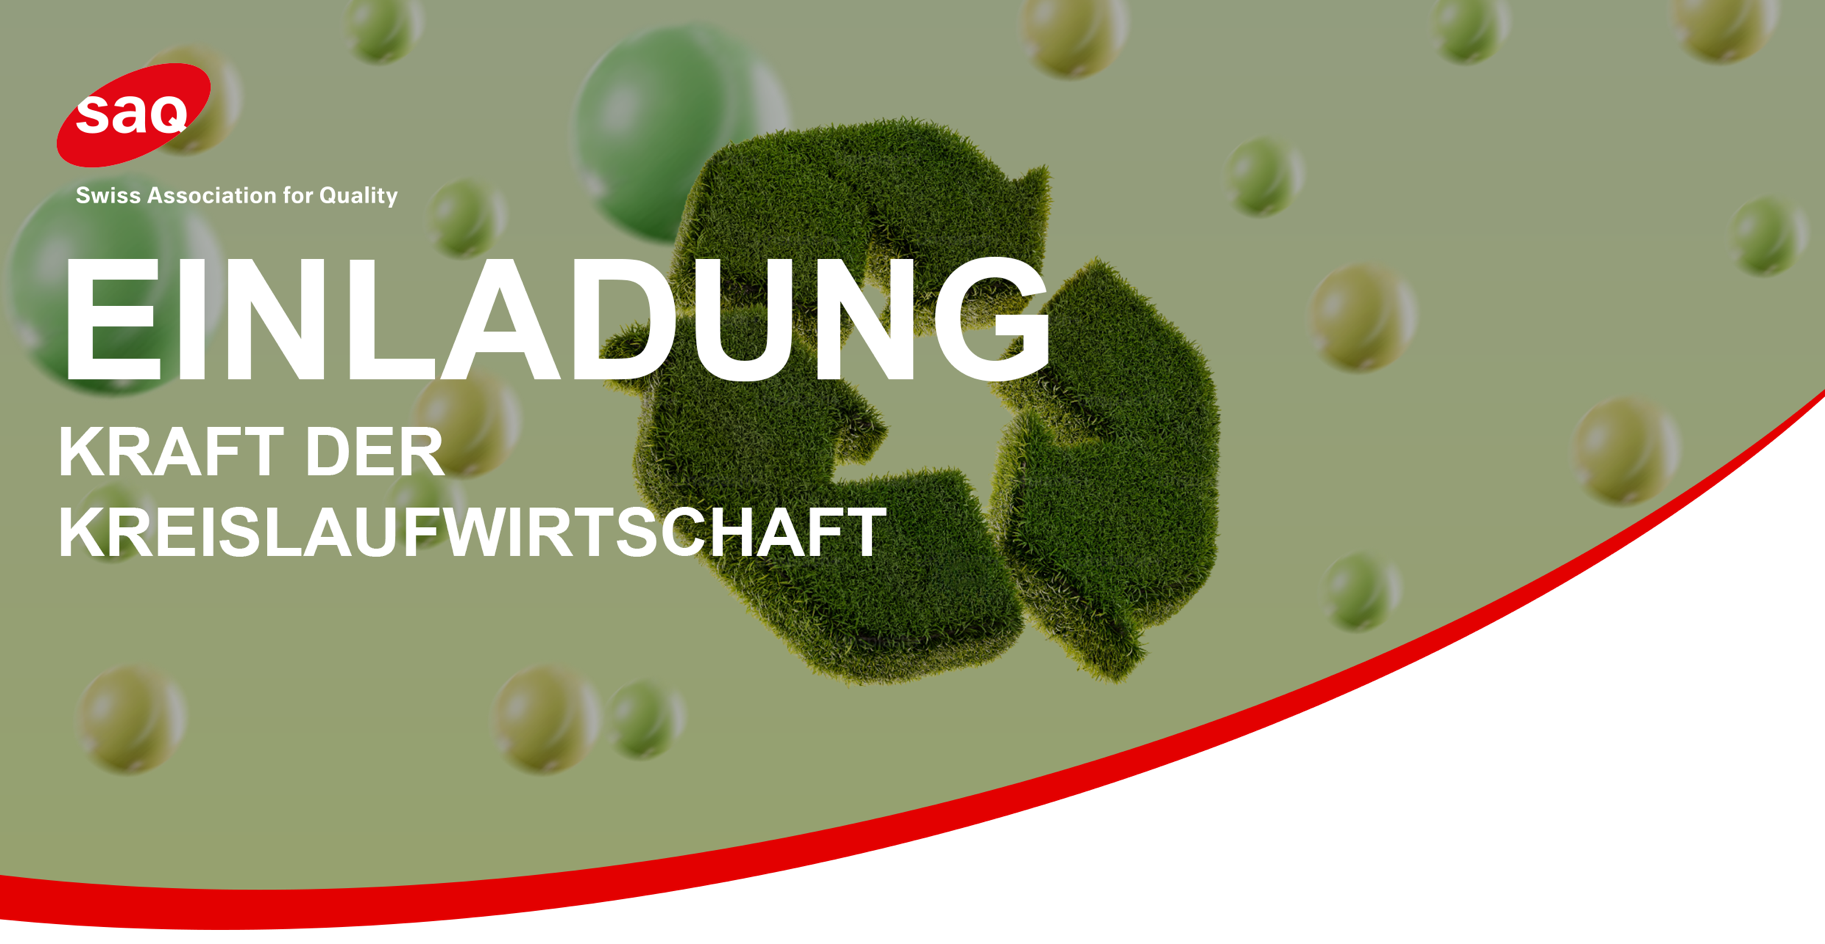 saQ
Swiss Association for Quality
EINLADUNG
KRAFT DER
KREISLAUFWIRTSCHAFT